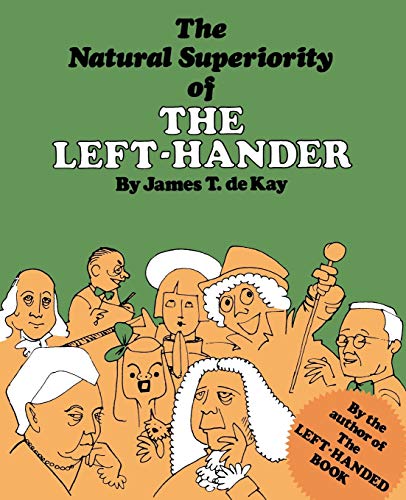 The
Natural Superiority
of
THE
LEFT-HANDER
By James T. de Kay
By the
author of
The
LEFT-HANDED
BOOK